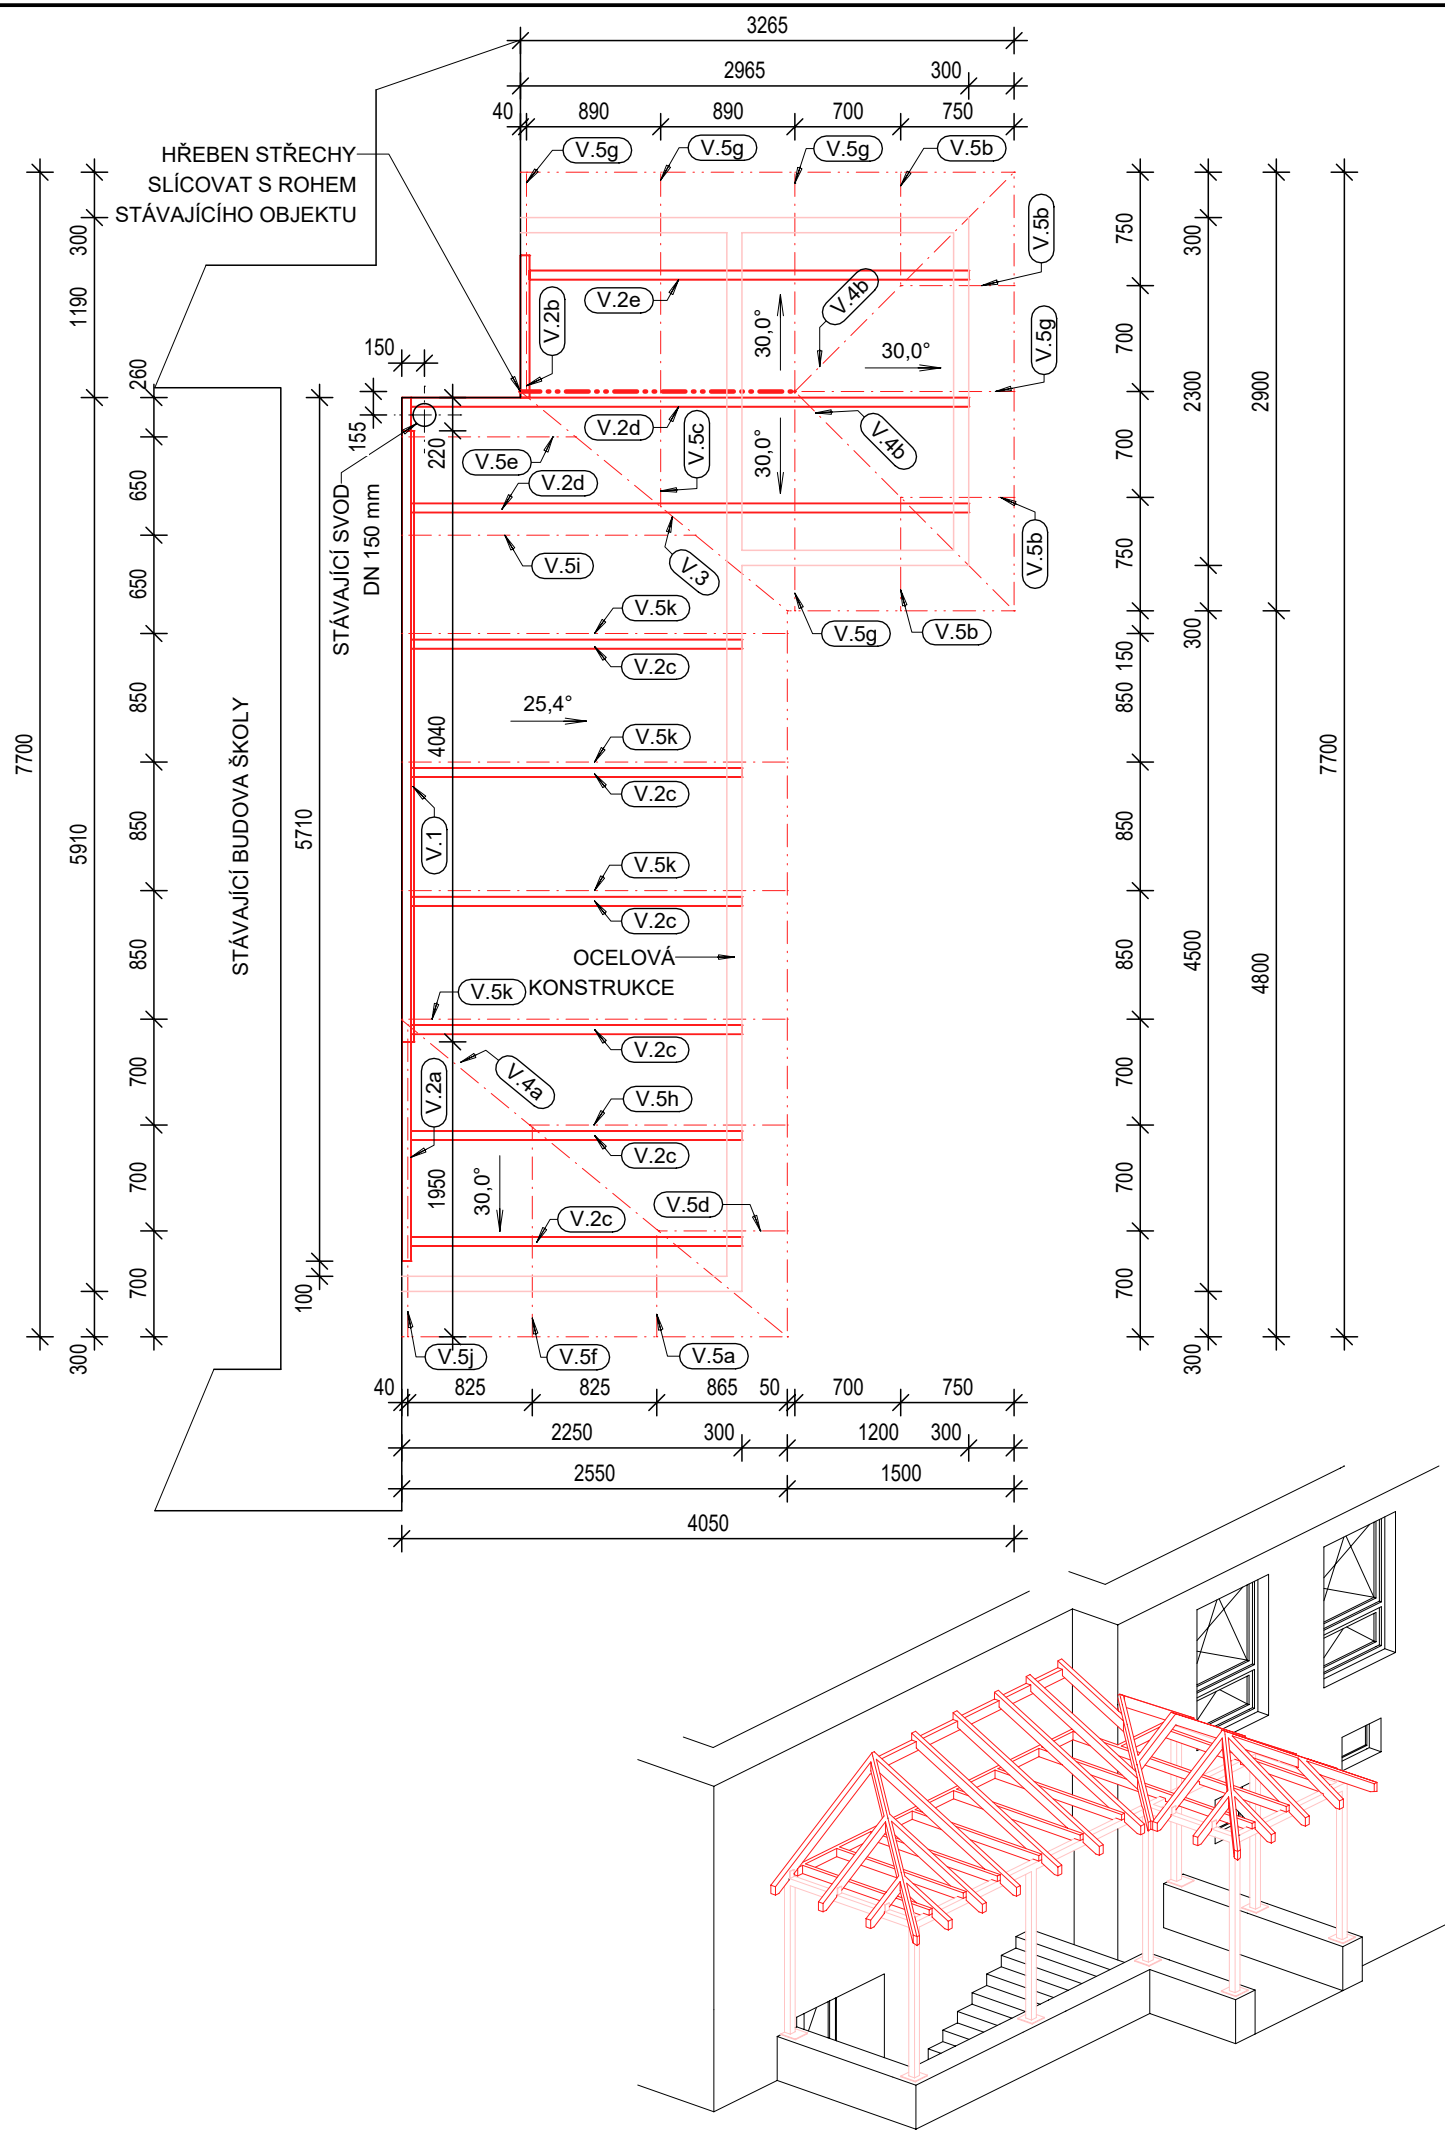 3265
2965 300
40 890 890 700 750
V.5g V.5g V.5g V.5b
HŘEBEN STŘECHY
SLÍCOVAT S ROHEM
STÁVAJÍCÍHO OBJEKTU
V.5b
V.2e
V.2b
V.4b
30,0°
30,0°
V.5g
150
V.2d
V.5c
V.4b
30,0°
V.5e
V.2d
155
220
STÁVAJÍCÍ SVOD
DN 150 mm
V.5i
V.3
V.5b
V.5k
V.5g
V.5b
V.2c
25,4°
4040
V.5k
V.2c
V.1
V.5k
V.2c
OCELOVÁ
KONSTRUKCE
V.5k
V.2c
V.4a
V.2a
V.5h
V.2c
1950
30,0°
V.2c
V.5d
V.5j
V.5f
V.5a
STÁVAJÍCÍ BUDOVA ŠKOLY
7700
300
1190
5910
300
260
650
650
850
850
850
700
700
700
5710
100
750
700
700
750
150
850
850
850
700
700
700
300
2300
300
4500
300
2900
4800
7700
40 825 825 865 50 700 750
2250 300 1200 300
2550 1500
4050